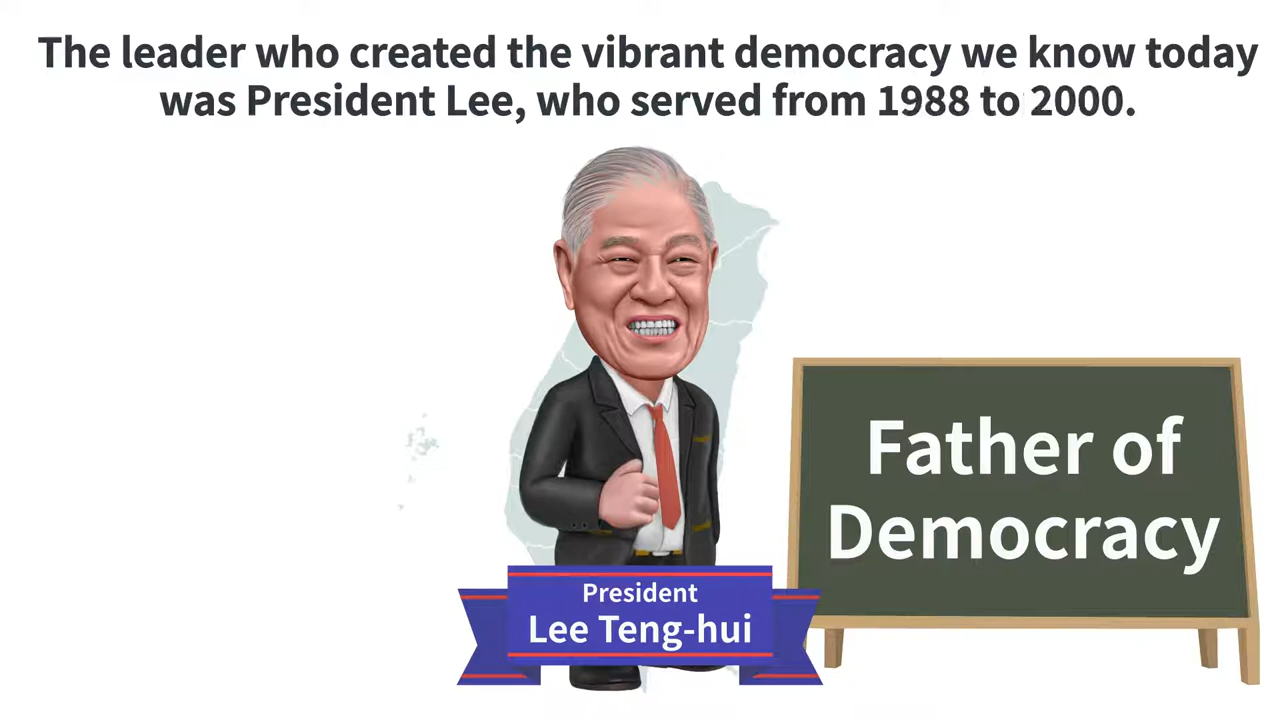 The leader who created the vibrant democracy we know today
was President Lee, who served from 1988 to 2000.
Father of
Democracy
President
Lee Teng-hui